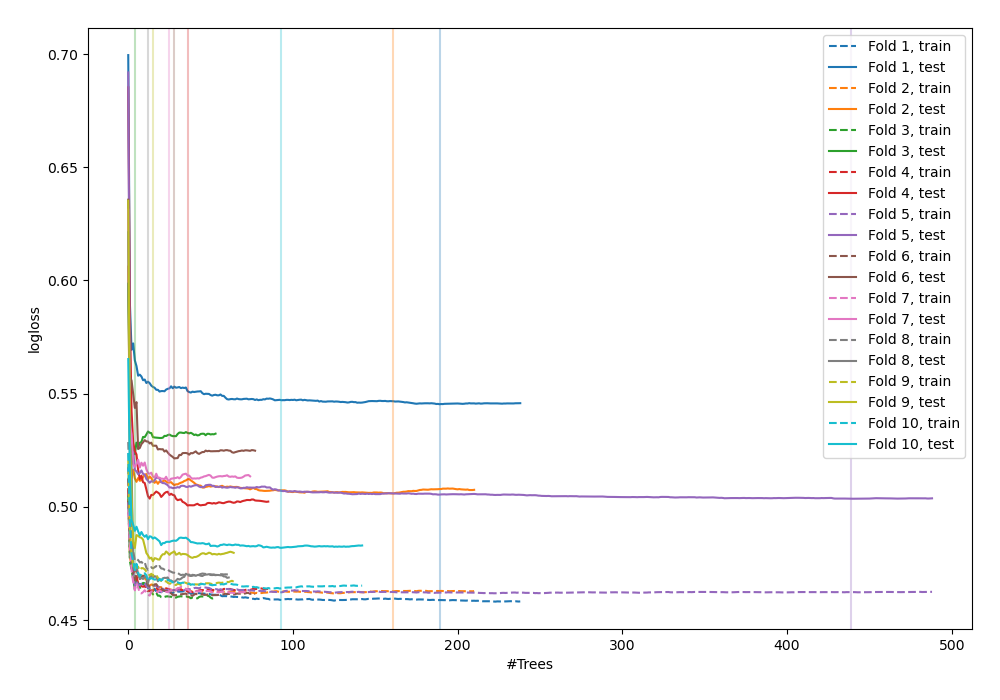 0.70
0.65
0.60
0.55
0.50
0.45
logloss
0
100
200
300
400
500
#Trees
Fold 1, train
Fold 1, test
Fold 2, train
Fold 2, test
Fold 3, train
Fold 3, test
Fold 4, train
Fold 4, test
Fold 5, train
Fold 5, test
Fold 6, train
Fold 6, test
Fold 7, train
Fold 7, test
Fold 8, train
Fold 8, test
Fold 9, train
Fold 9, test
Fold 10, train
Fold 10, test